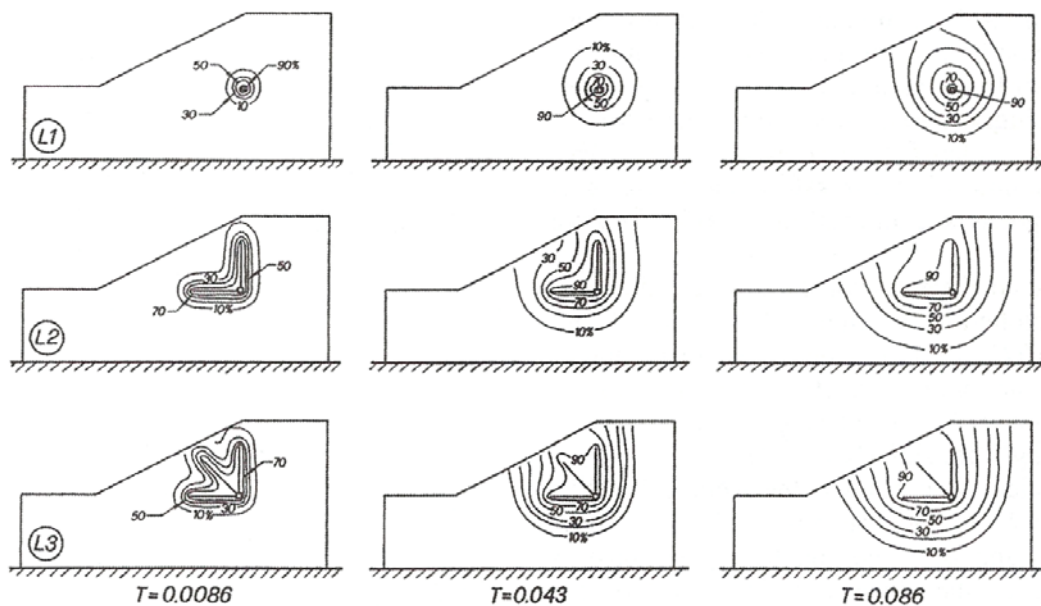 50 90% 30 10
10% 30 70 50 90
70 50 30 10% 90
L1
30 50 70 10%
30 50 90 70 10%
90 70 50 30 10%
L2
70 50 10% 30
90 50 70 30 10%
90 70 50 30 10%
L3
T=0.0086 T=0.043 T=0.086